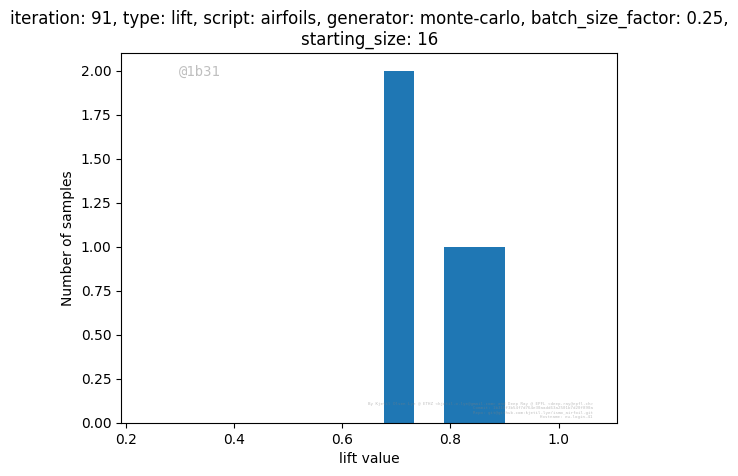 iteration: 91, type: lift, script: airfoils, generator: monte-carlo, batch_size_factor: 0.25,
starting_size: 16
@1b31
2.00
1.75
1.50
1.25
1.00
0.75
0.50
0.25
0.00
Number of samples
0.2
0.4
0.6
0.8
1.0
lift value